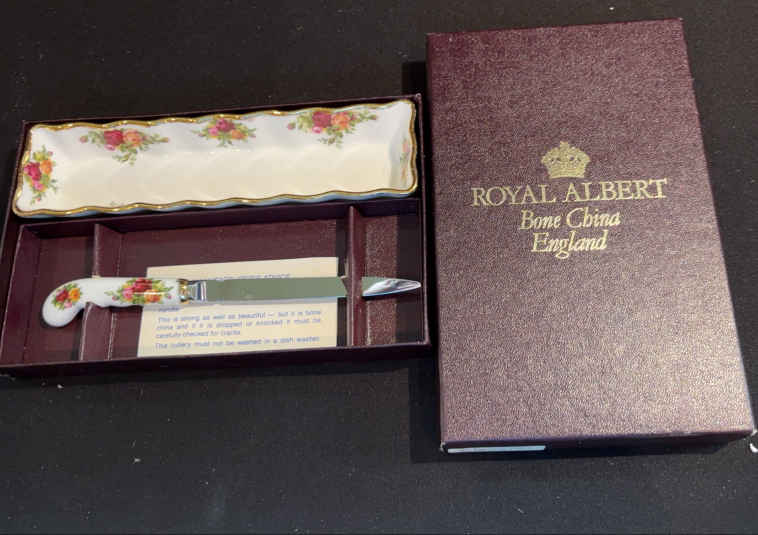 ROYAL ALBERT
Bone China
England
This is strong as well as beautiful — but it is bone
china and if it is dropped or knocked it must be
carefully checked for cracks.
This cutlery must not be washed in a dish washer.